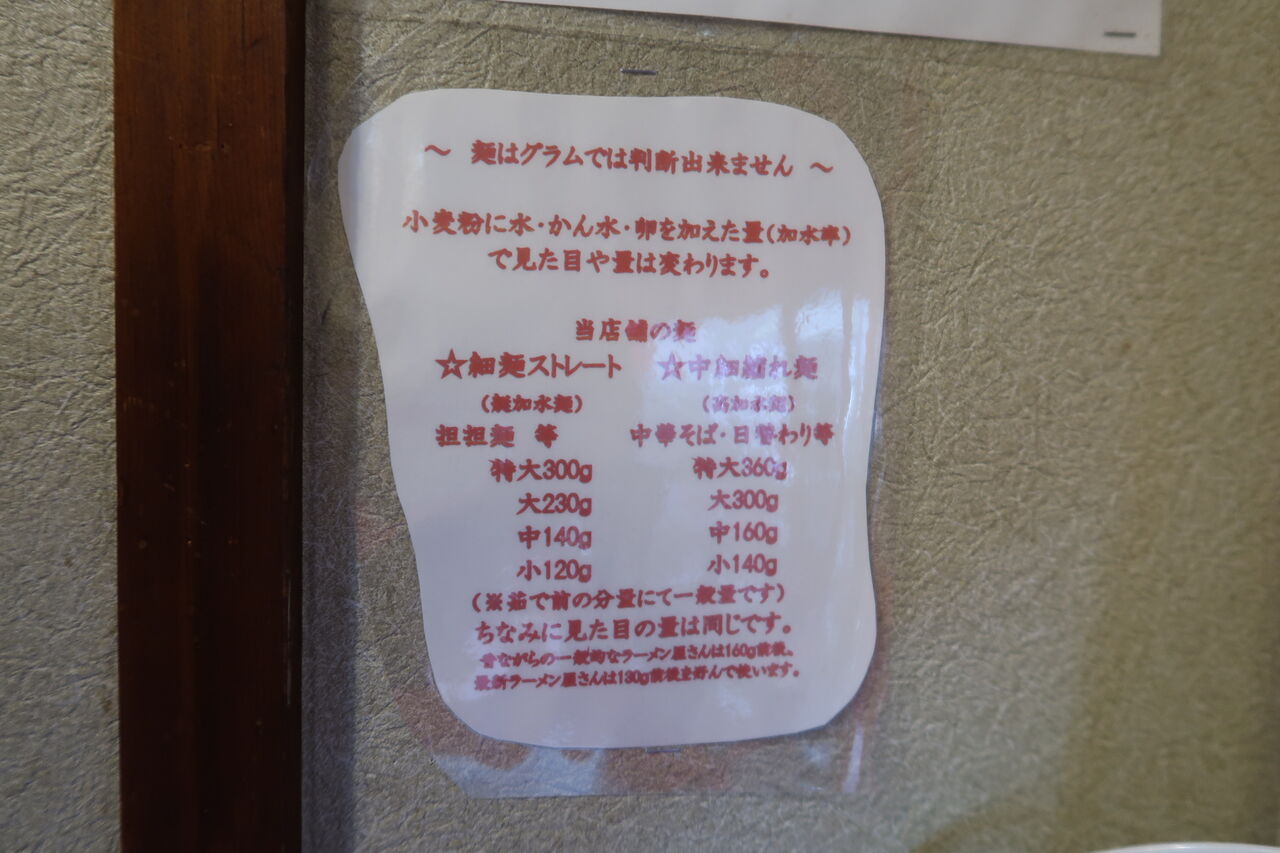 ～ 麺はグラムでは判断出来ません ～
小麦粉に水・かん水・卵を加えた量(加水率)
で見た目や量は変わります。
当店舗の麺
☆細麺ストレート ☆中細縮れ麺
(低加水麺) (高加水麺)
担担麺 等 中華そば・日替わり等
特大300g 特大360g
大230g 大300g
中140g 中160g
小120g 小140g
(※茹で前の分量にて一般量です)
ちなみに見た目の量は同じです。
昔ながらの一般的なラーメン屋さんは160g前後。
最新ラーメン屋さんは130g前後を好んで使います。